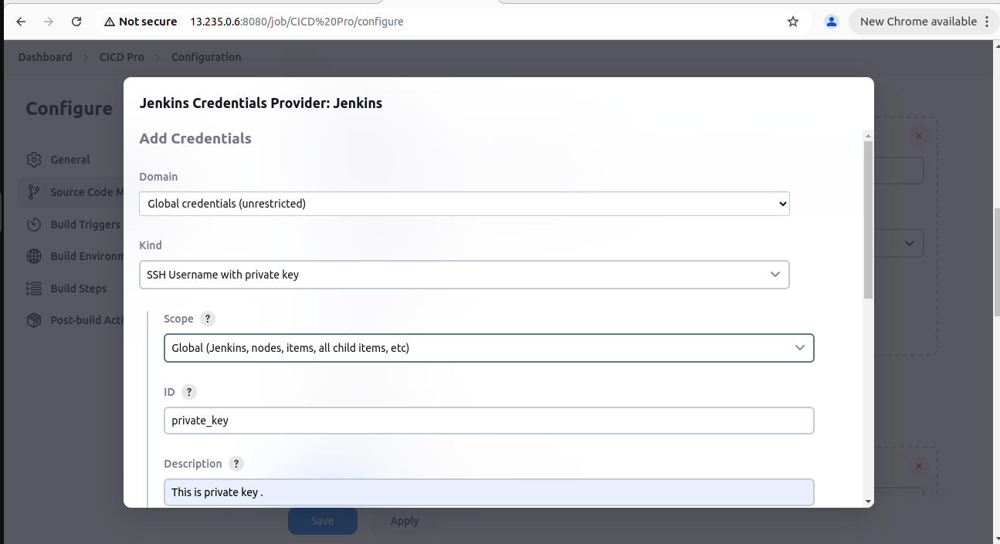 Not secure 13.235.0.6:8080/job/CICD%20Pro/configure New Chrome available
Dashboard CICD Pro Configuration
Configure
General
Source Code M
Build Triggers
Build Environm
Build Steps
Post-build Acti
Jenkins Credentials Provider: Jenkins
Add Credentials
Domain
Global credentials (unrestricted)
Kind
SSH Username with private key
Scope ?
Global (Jenkins, nodes, items, all child items, etc)
ID ?
private_key
Description ?
This is private key .
Save Apply